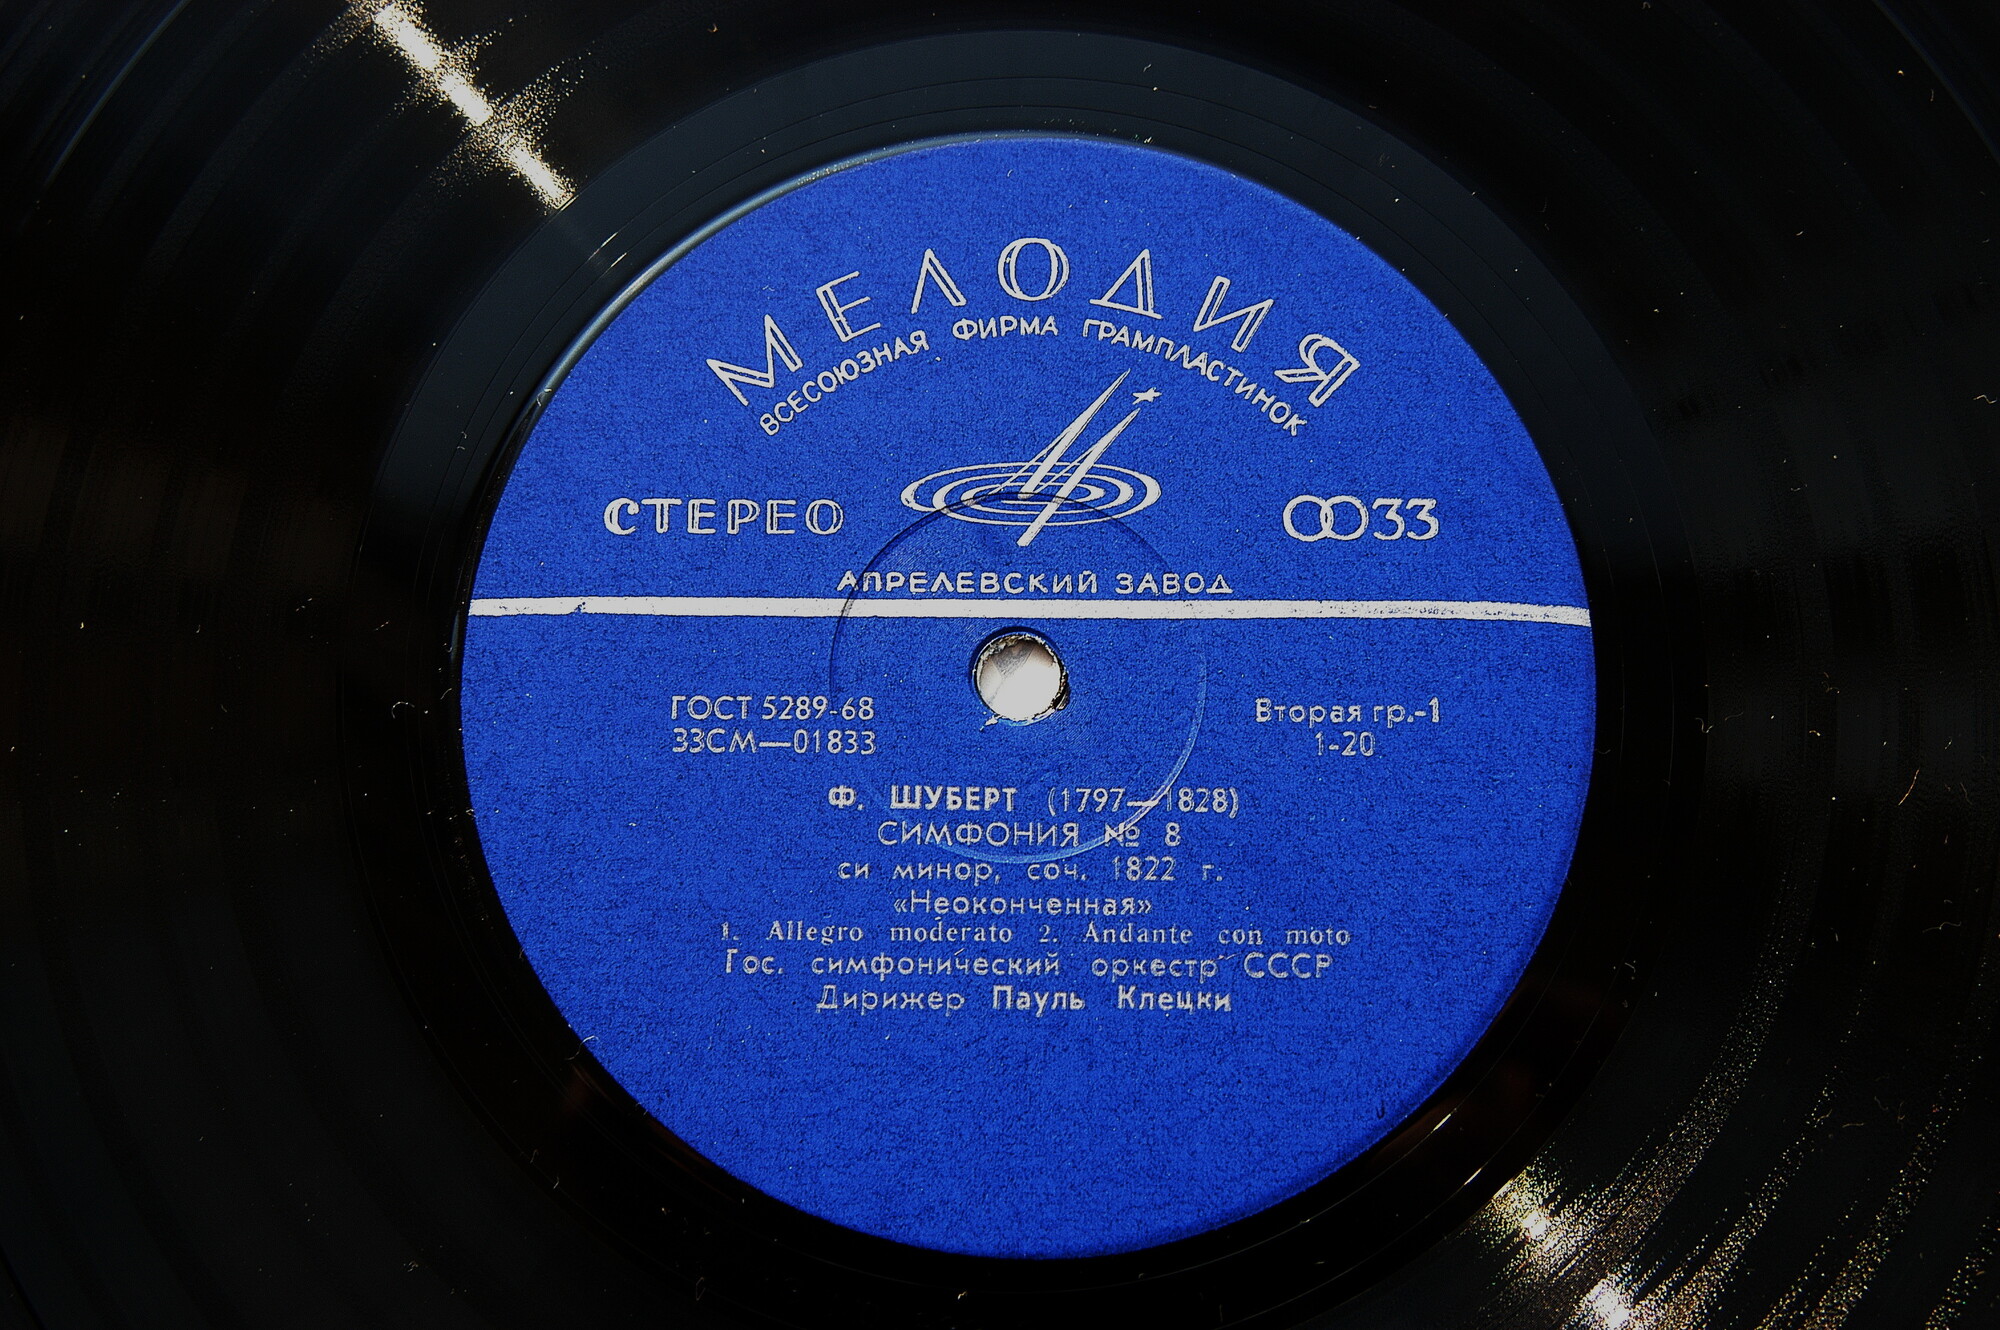 МЕЛОДИЯ
ВСЕСОЮЗНАЯ ФИРМА ГРАМПЛАСТИНОК
СТЕРЕО
33
АПРЕЛЕВСКИЙ ЗАВОД
ГОСТ 5289-68
33СМ—01833
Вторая гр.-1
1-20
Ф. ШУБЕРТ (1797—1828)
СИМФОНИЯ № 8
си минор, соч. 1822 г.
«Неоконченная»
1. Allegro moderato 2. Andante con moto
Гос. симфонический оркестр СССР
Дирижер Пауль Клецки